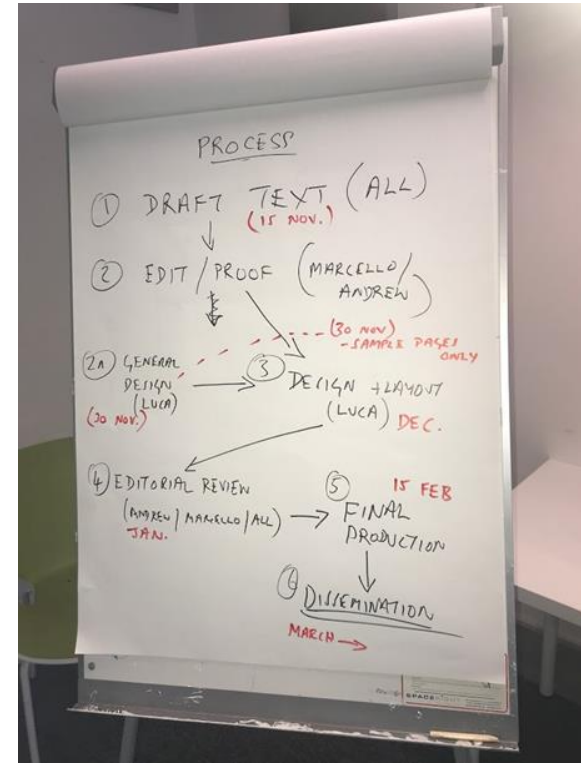 PROCESS
① DRAFT TEXT (ALL)
(15 NOV.)
② EDIT / PROOF (MARCELLO /
ANDREW)
(30 NOV)
- SAMPLE PAGES
ONLY
2A GENERAL
DESIGN
(LUCA)
(30 NOV.)
③ DESIGN + LAYOUT
(LUCA) DEC.
④ EDITORIAL REVIEW
(ANDREW / MARCELLO / ALL)
JAN.
⑤ 15 FEB
FINAL
PRODUCTION
⑥ DISSEMINATION
MARCH →